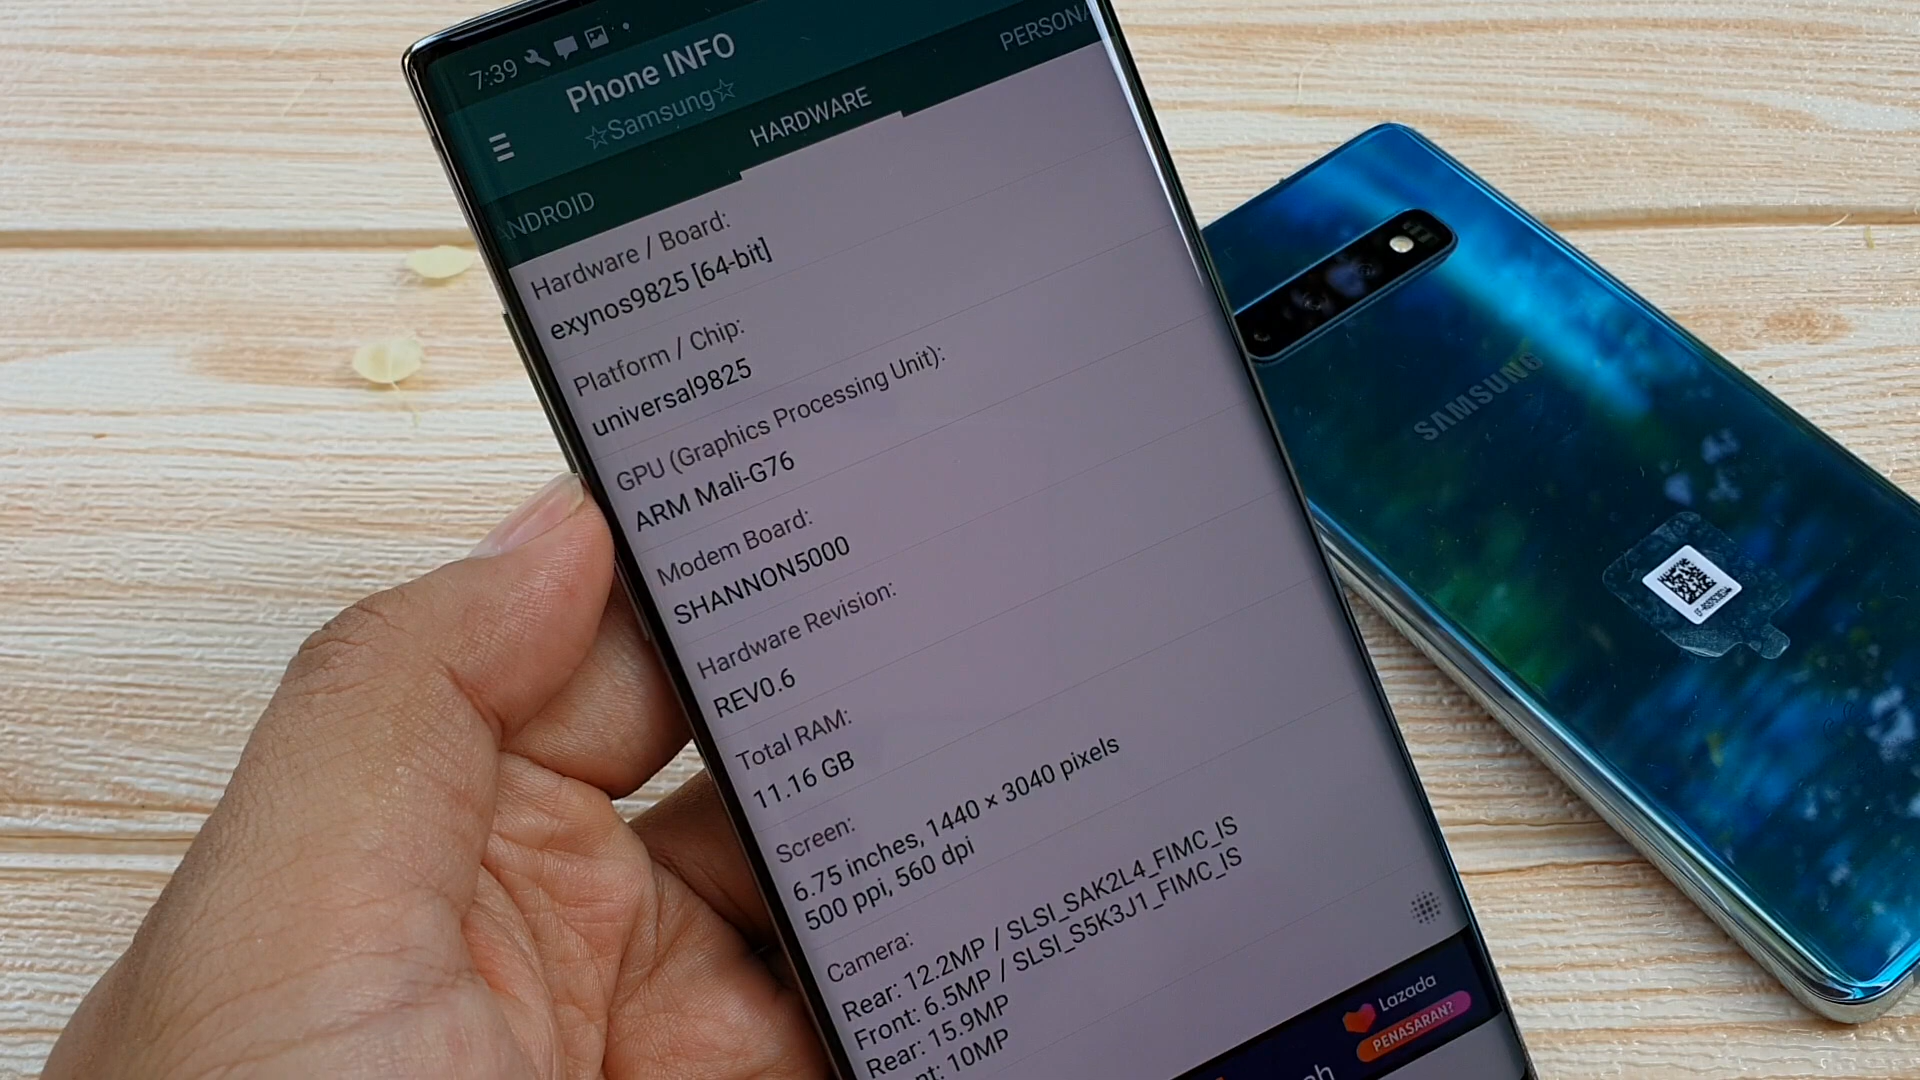 7:39
Phone INFO
☆Samsung☆
HARDWARE
Hardware / Board:
exynos9825 [64-bit]
Platform / Chip:
universal9825
GPU (Graphics Processing Unit):
ARM Mali-G76
Modem Board:
SHANNON5000
Hardware Revision:
REV0.6
Total RAM:
11.16 GB
Screen:
6.75 inches, 1440 × 3040 pixels
500 ppi, 560 dpi
Camera:
Rear: 12.2MP / SLSI_SAK2L4_FIMC_IS
Front: 6.5MP / SLSI_S5K3J1_FIMC_IS
Rear: 15.9MP
10MP
Lazada
PENASARAN?
SAMSUNG